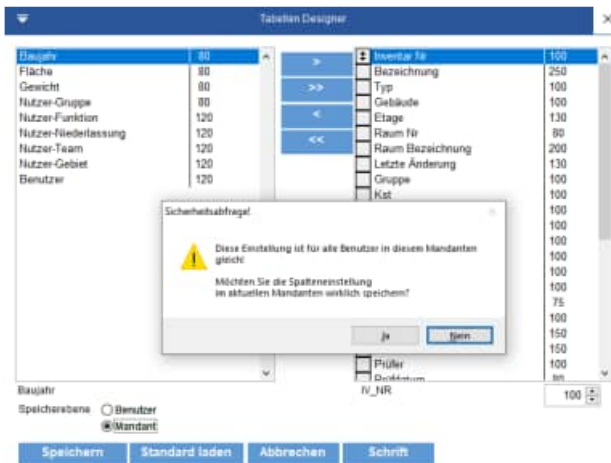 Tabellen Designer
Baujahr 80
Fläche 80
Gewicht 80
Nutzer-Gruppe 80
Nutzer-Funktion 120
Nutzer-Niederlassung 120
Nutzer-Team 120
Nutzer-Gebiet 120
Benutzer 120
>
>>
<
<<
Inventar Nr 100
Bezeichnung 250
Typ 100
Gebäude 100
Etage 130
Raum Nr 80
Raum Bezeichnung 200
Letzte Änderung 130
Gruppe 100
Kst 100
100
100
100
100
100
100
75
100
150
150
Prüfer 100
Prüfdatum
Sicherheitsabfrage!
Diese Einstellung ist für alle Benutzer in diesem Mandanten
gleich!
Möchten Sie die Spalteneinstellung
im aktuellen Mandanten wirklich speichern?
Ja
Nein
Baujahr
IV_NR
100
Speicherebene
Benutzer
Mandant
Speichern
Standard laden
Abbrechen
Schrift